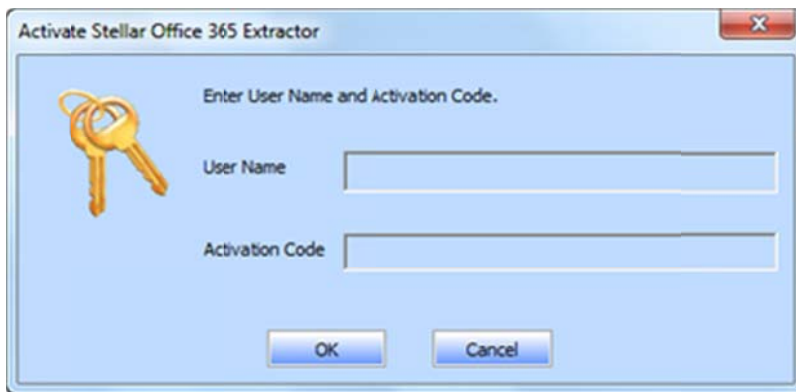 Activate Stellar Office 365 Extractor
Enter User Name and Activation Code.
User Name
Activation Code
OK
Cancel